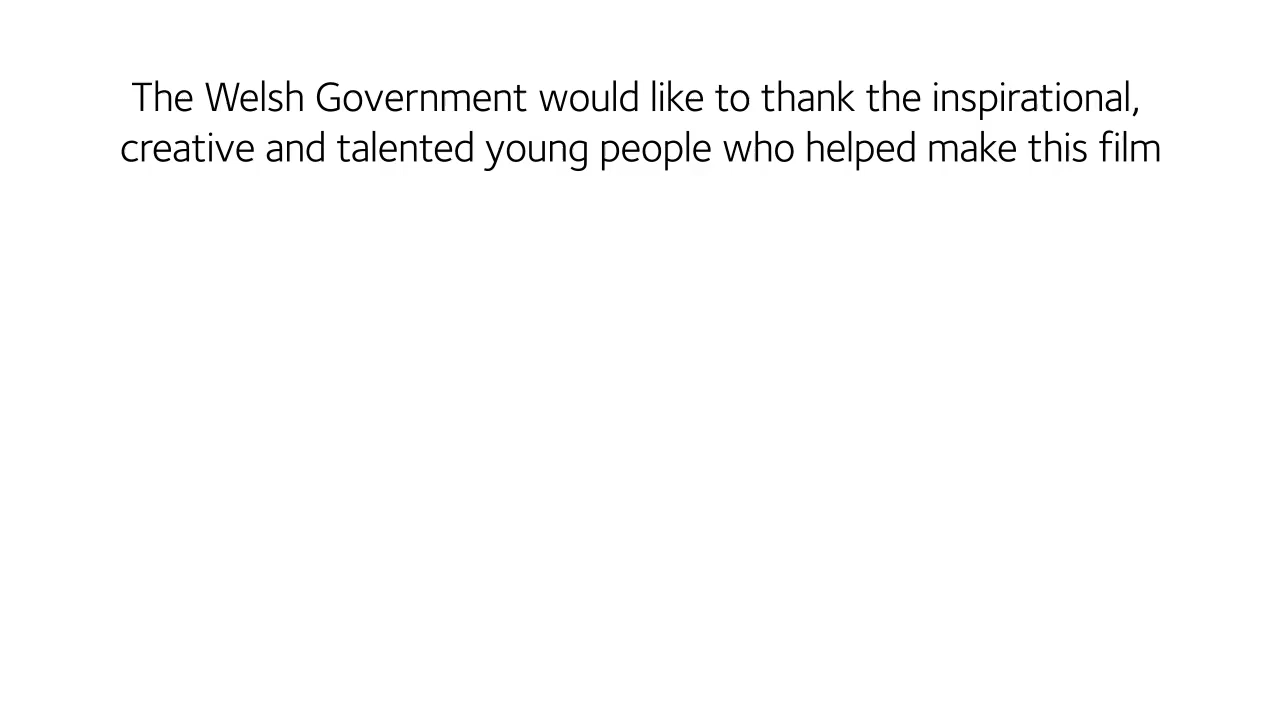 The Welsh Government would like to thank the inspirational,
creative and talented young people who helped make this film